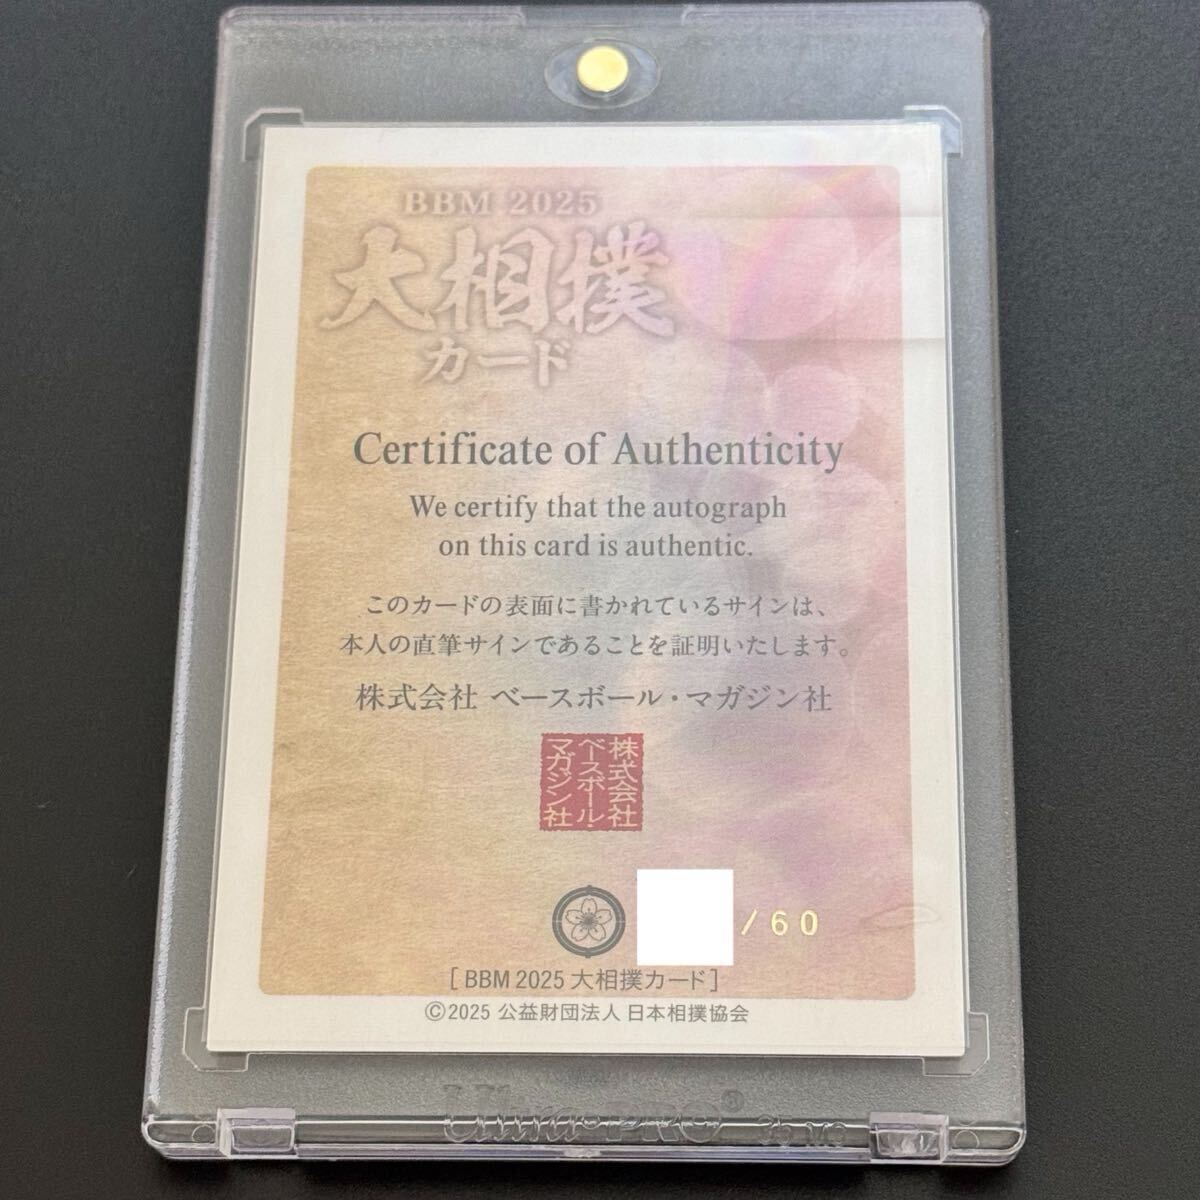 BBM 2025
大相撲
カード
Certificate of Authenticity
We certify that the autograph
on this card is authentic.
このカードの表面に書かれているサインは、
本人の直筆サインであることを証明いたします。
株式会社 ベースボール・マガジン社
株式会社
ベースボール・
マガジン社
/60
[ BBM 2025 大相撲カード ]
©2025 公益財団法人 日本相撲協会
Ultra•PRO®